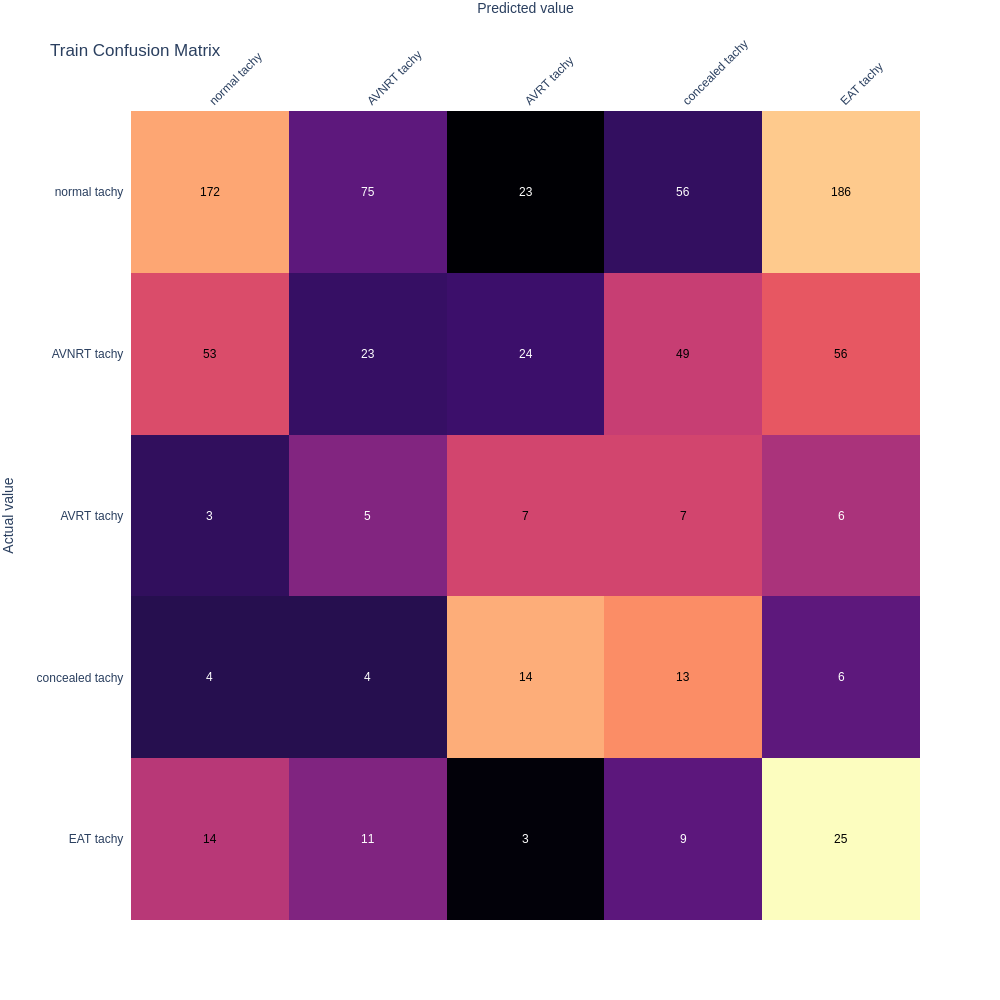 Predicted value
Train Confusion Matrix
normal tachy
AVNRT tachy
AVRT tachy
concealed tachy
EAT tachy
Actual value
normal tachy 172 75 23 56 186
AVNRT tachy 53 23 24 49 56
AVRT tachy 3 5 7 7 6
concealed tachy 4 4 14 13 6
EAT tachy 14 11 3 9 25